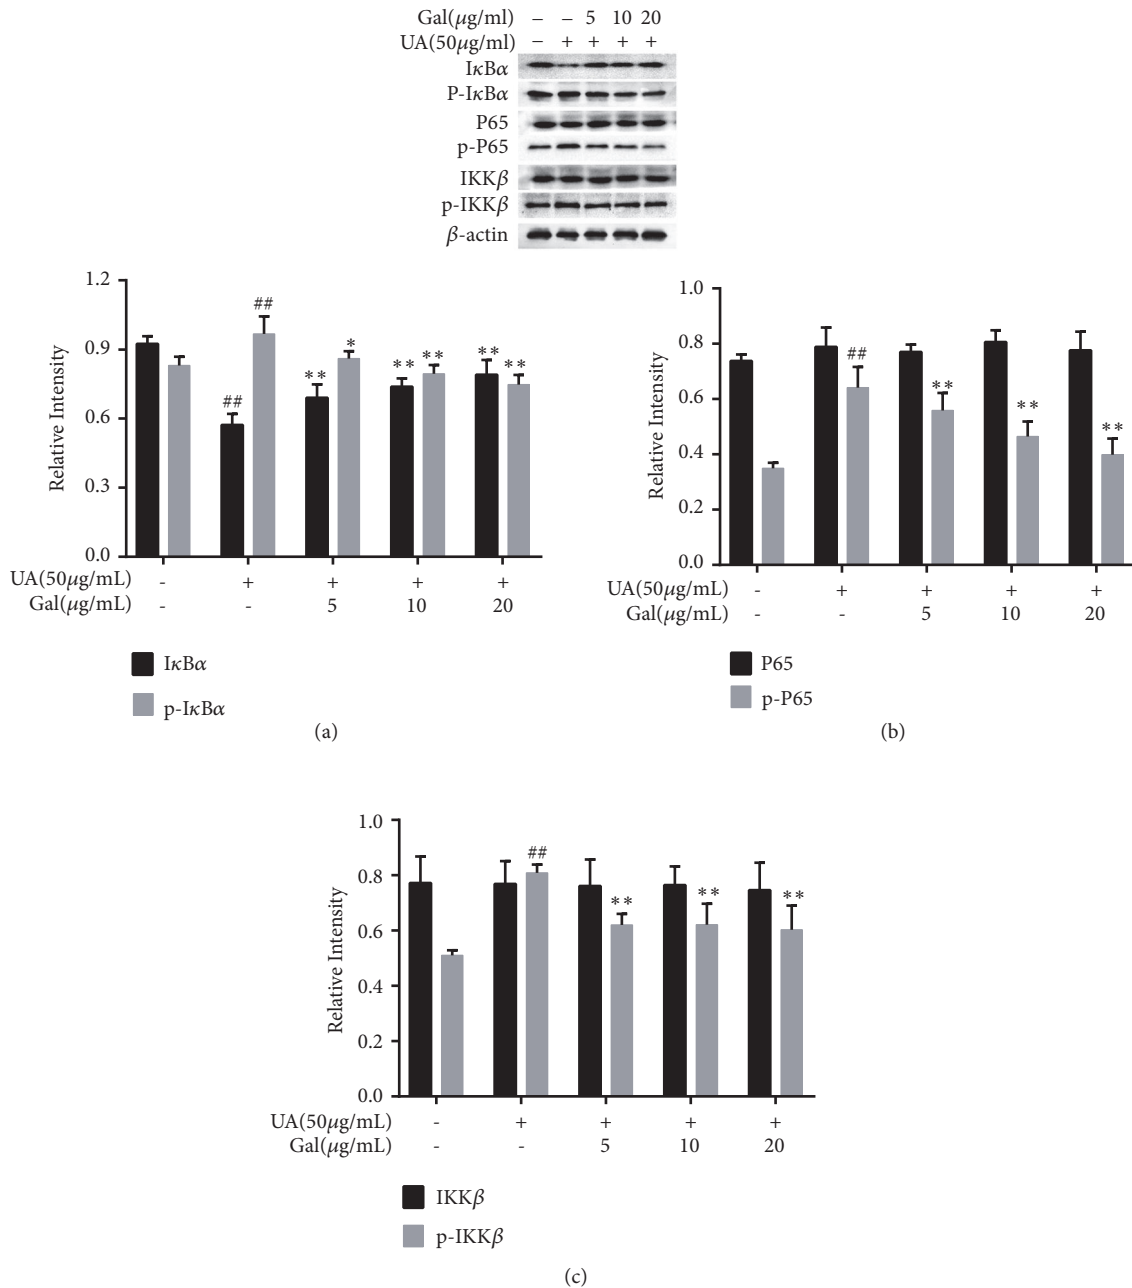 Gal(μg/ml) – – 5 10 20
UA(50μg/ml) – + + + +
IκBα
P-IκBα
P65
p-P65
IKKβ
p-IKKβ
β-actin
Relative Intensity
1.2
0.9
0.6
0.3
0.0
##
##
**
*
**
**
**
**
UA(50μg/mL) - + + + +
Gal(μg/mL) - - 5 10 20
IκBα
p-IκBα
(a)
Relative Intensity
1.0
0.8
0.6
0.4
0.2
0.0
##
**
**
**
UA(50μg/mL) - + + + +
Gal(μg/mL) - - 5 10 20
P65
p-P65
(b)
Relative Intensity
1.0
0.8
0.6
0.4
0.2
0.0
##
**
**
**
UA(50μg/mL) - + + + +
Gal(μg/mL) - - 5 10 20
IKKβ
p-IKKβ
(c)